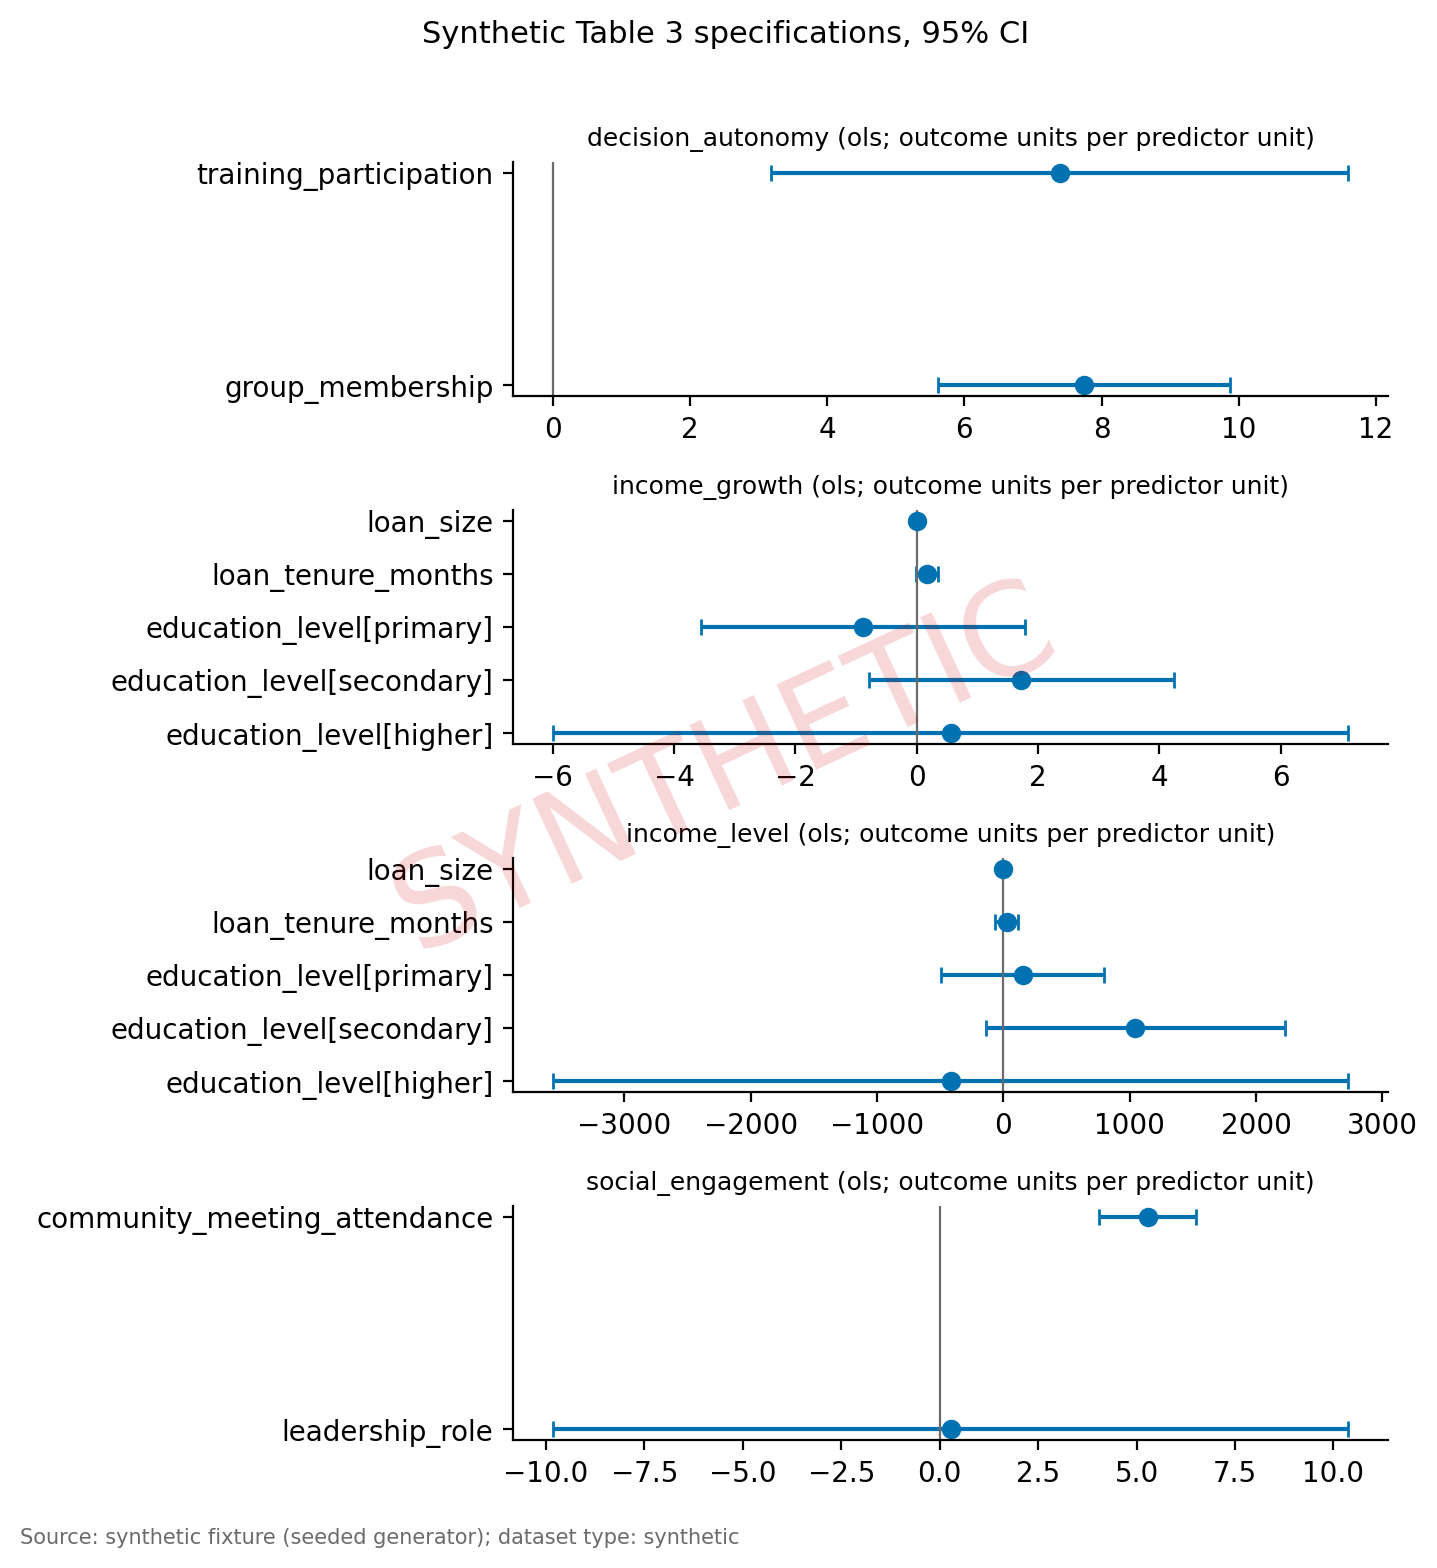 Synthetic Table 3 specifications, 95% CI
decision_autonomy (ols; outcome units per predictor unit)
training_participation
group_membership
0 2 4 6 8 10 12
income_growth (ols; outcome units per predictor unit)
loan_size
loan_tenure_months
education_level[primary]
education_level[secondary]
education_level[higher]
−6 −4 −2 0 2 4 6
SYNTHETIC
income_level (ols; outcome units per predictor unit)
loan_size
loan_tenure_months
education_level[primary]
education_level[secondary]
education_level[higher]
−3000 −2000 −1000 0 1000 2000 3000
social_engagement (ols; outcome units per predictor unit)
community_meeting_attendance
leadership_role
−10.0 −7.5 −5.0 −2.5 0.0 2.5 5.0 7.5 10.0
Source: synthetic fixture (seeded generator); dataset type: synthetic